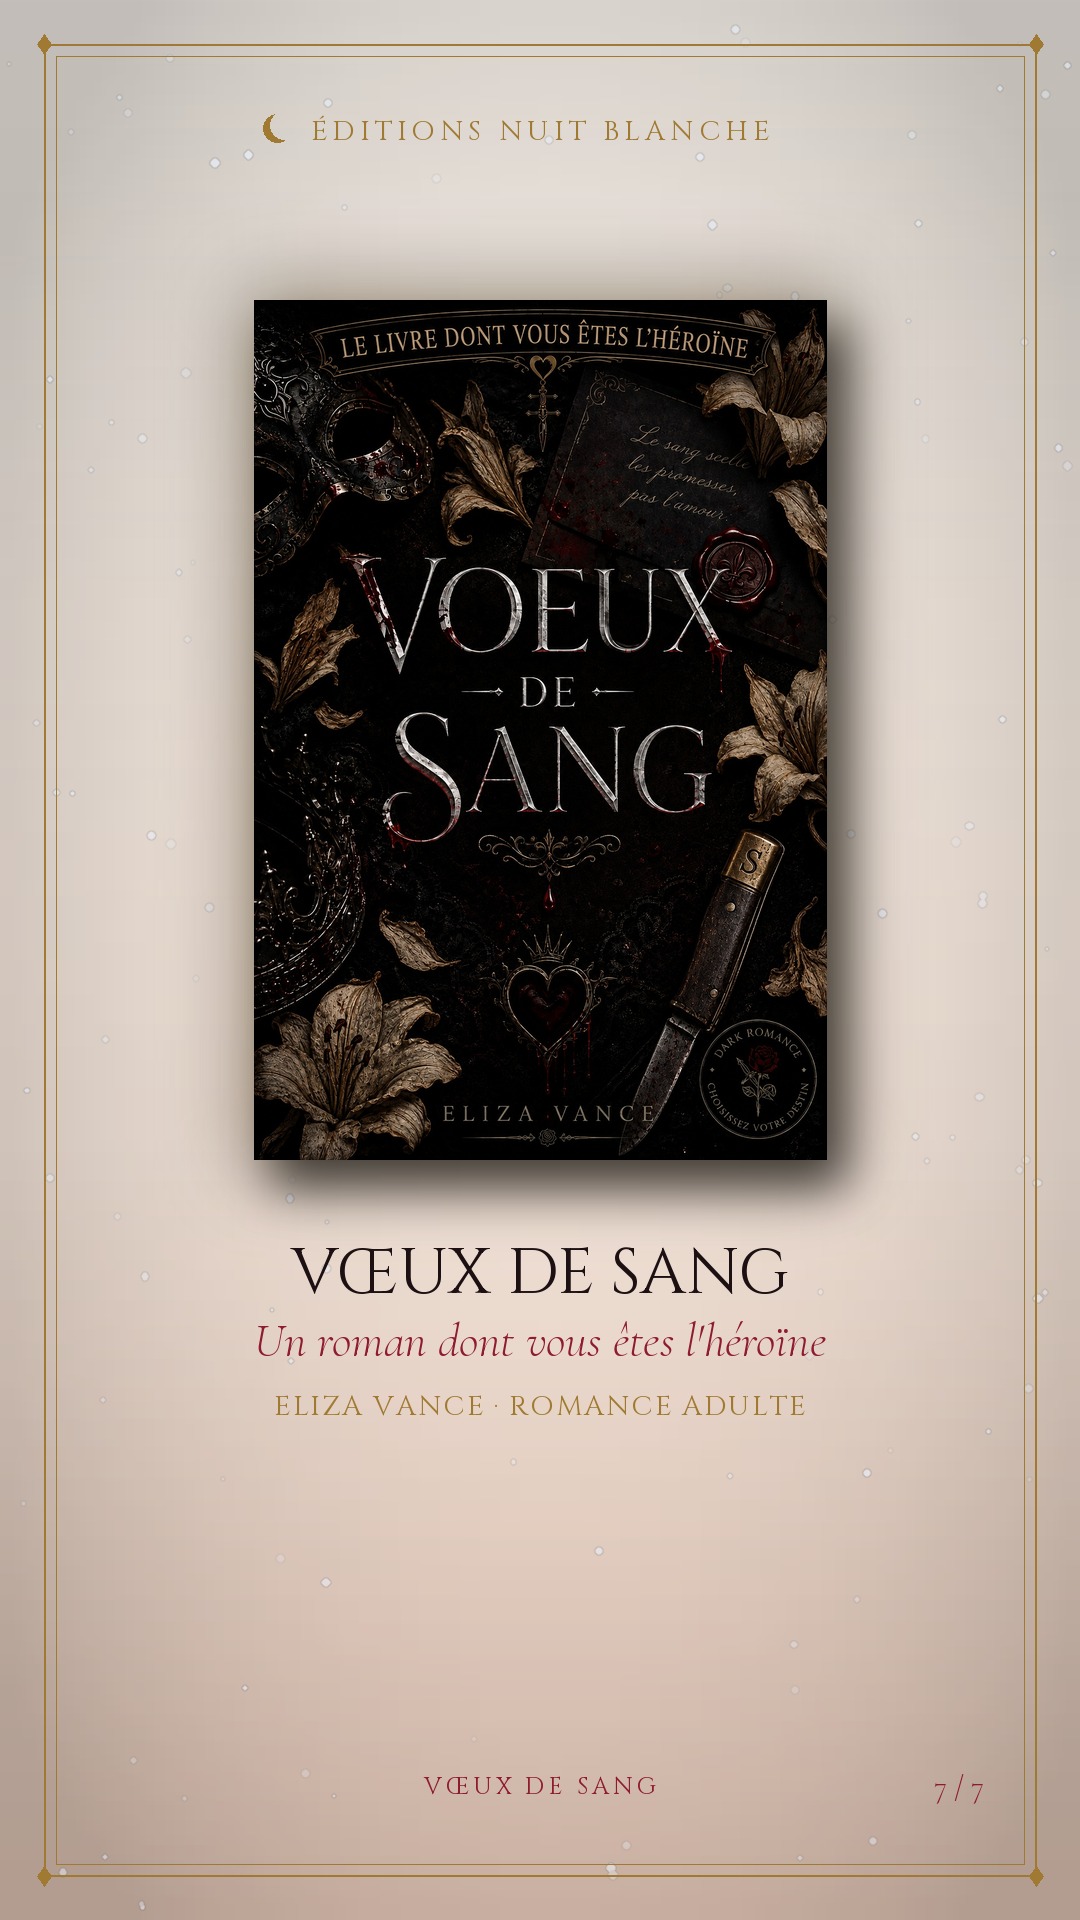 ÉDITIONS NUIT BLANCHE
LE LIVRE DONT VOUS ÊTES L'HÉROÏNE
Le sang scelle
les promesses,
pas l'amour.
VOEUX
DE
SANG
S
DARK ROMANCE
CHOISISSEZ VOTRE DESTIN
ELIZA VANCE
VŒUX DE SANG
Un roman dont vous êtes l'héroïne
ELIZA VANCE · ROMANCE ADULTE
VŒUX DE SANG
7 / 7